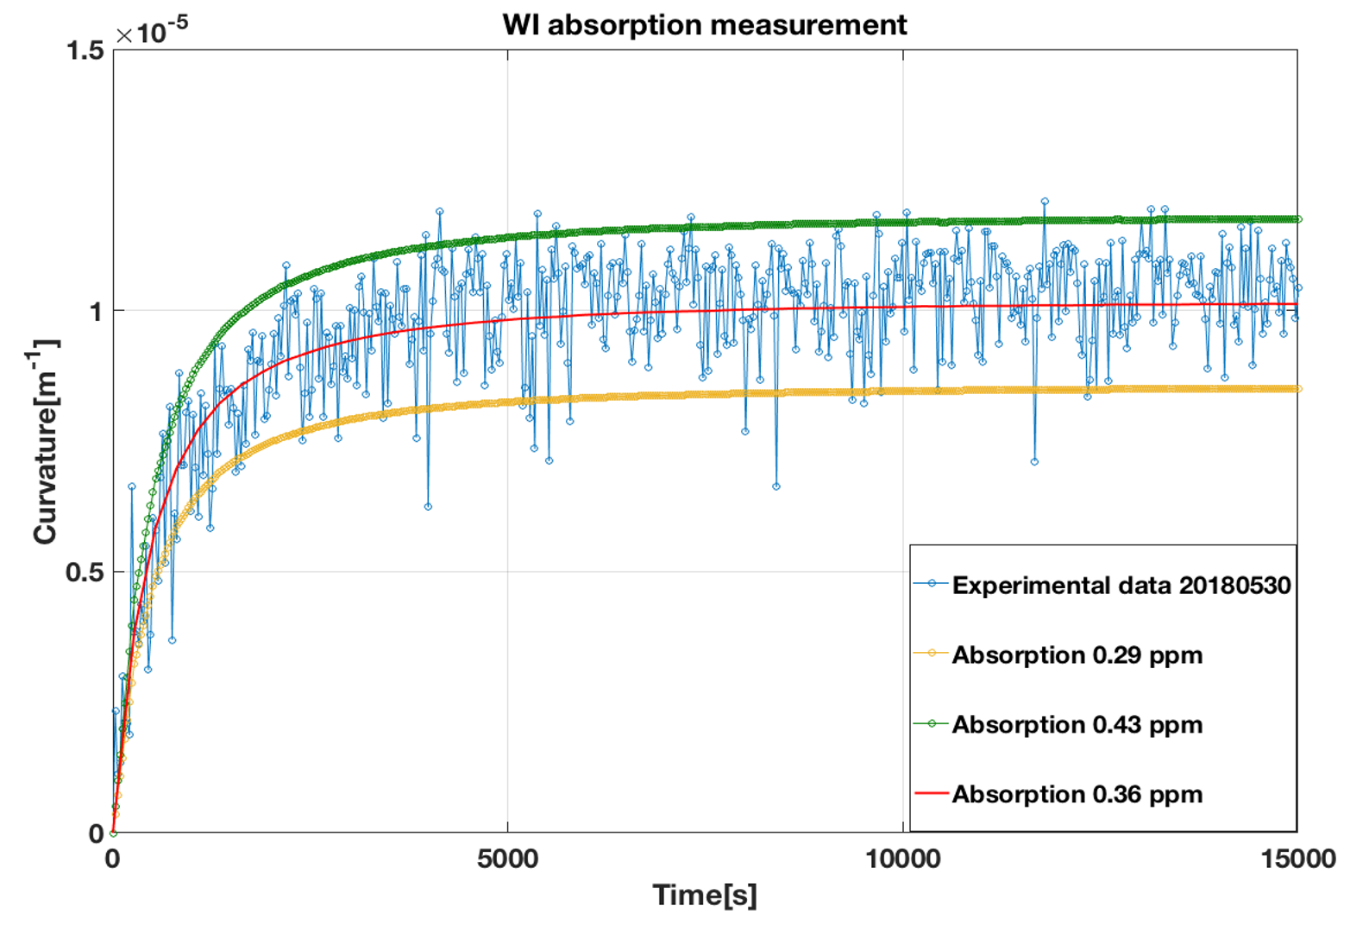 WI absorption measurement
×10⁻⁵
1.5
1
0.5
0
Curvature[m⁻¹]
0 5000 10000 15000
Time[s]
Experimental data 20180530
Absorption 0.29 ppm
Absorption 0.43 ppm
Absorption 0.36 ppm